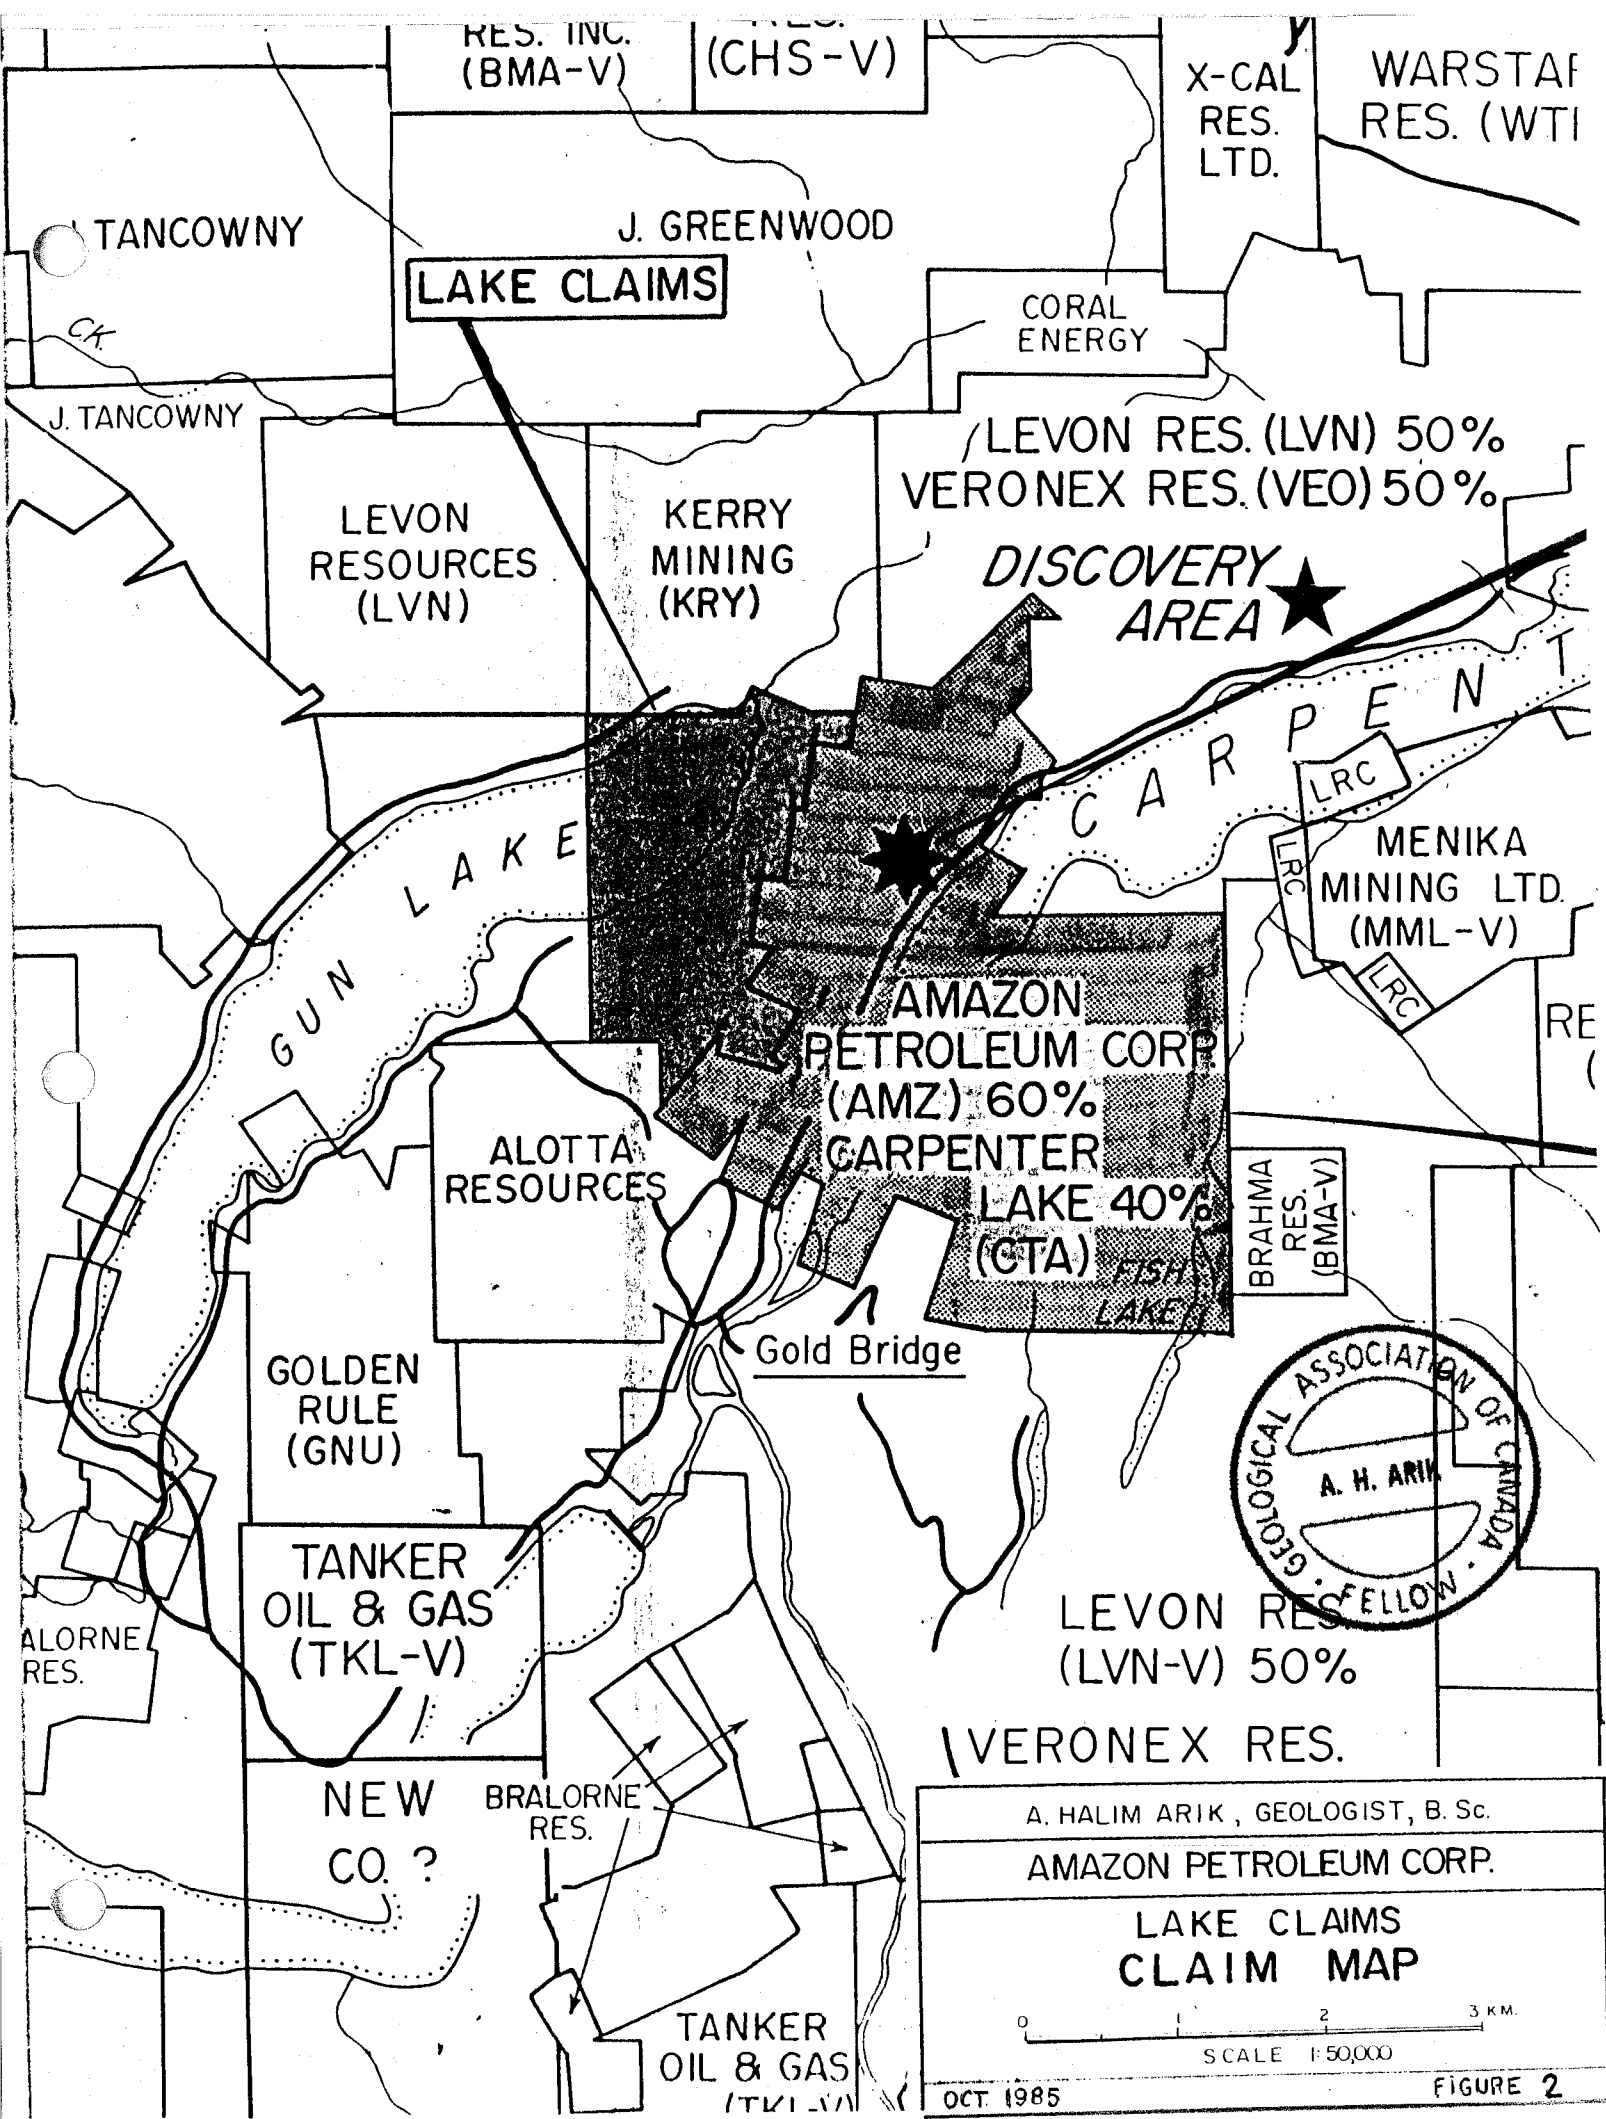 RES. INC.
(BMA-V)
RES.
(CHS-V)
X-CAL
RES.
LTD.
WARSTAR
RES. (WTI
TANCOWNY
J. GREENWOOD
LAKE CLAIMS
CORAL
ENERGY
CK.
J. TANCOWNY
LEVON RES. (LVN) 50%
VERONEX RES. (VEO) 50%
LEVON
RESOURCES
(LVN)
KERRY
MINING
(KRY)
DISCOVERY
AREA
CARPENT
LRC
GUN LAKE
LRC
MENIKA
MINING LTD.
(MML-V)
LRC
RE
(
AMAZON
PETROLEUM CORP.
(AMZ) 60%
CARPENTER
LAKE 40%
(CTA)
FISH
LAKE
ALOTTA
RESOURCES
BRAHMA
RES.
(BMA-V)
Gold Bridge
GOLDEN
RULE
(GNU)
GEOLOGICAL ASSOCIATION OF CANADA
A. H. ARIK
FELLOW
TANKER
OIL & GAS
(TKL-V)
ALORNE
RES.
LEVON RES.
(LVN-V) 50%
VERONEX RES.
NEW
CO. ?
BRALORNE
RES.
TANKER
OIL & GAS
(TKL-V)
A. HALIM ARIK, GEOLOGIST, B. Sc.
AMAZON PETROLEUM CORP.
LAKE CLAIMS
CLAIM MAP
0 1 2 3 KM.
SCALE 1:50,000
OCT. 1985
FIGURE 2